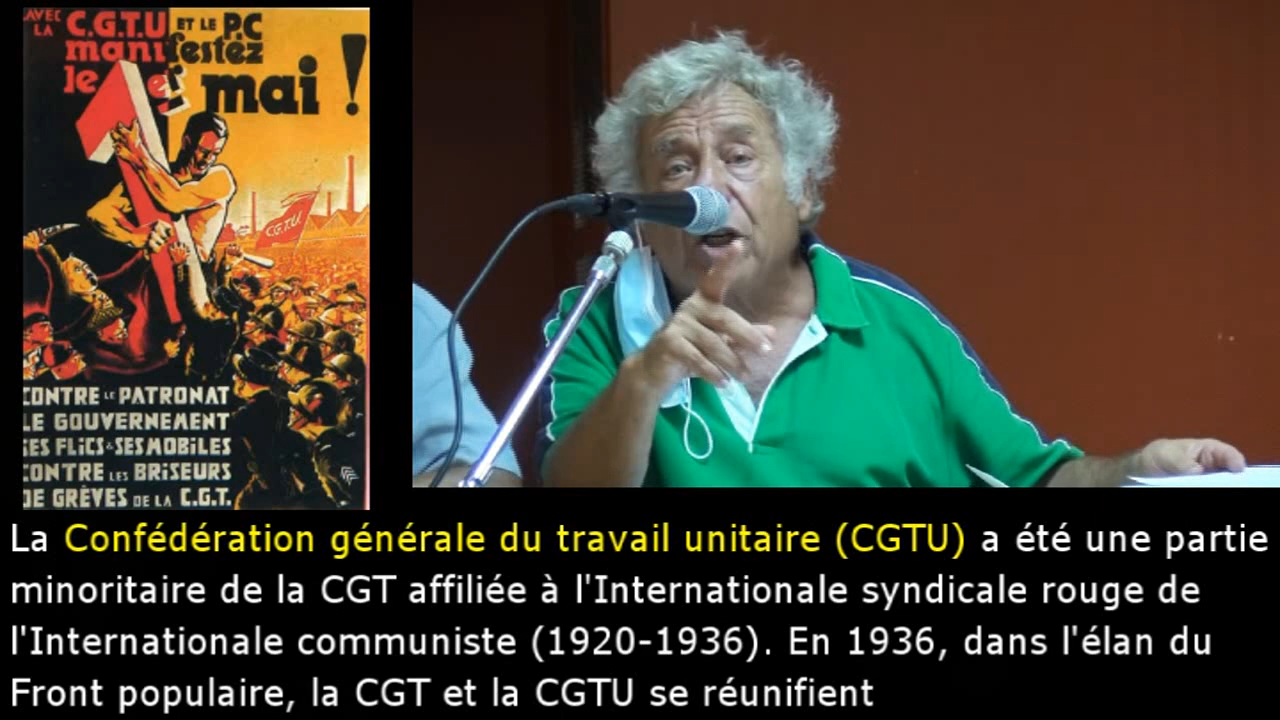 AVEC LA C.G.T.U ET LE P.C
manifestez
le 1er mai !
C.G.T.U.
CONTRE LE PATRONAT
LE GOUVERNEMENT
SES FLICS & SES MOBILES
CONTRE LES BRISEURS
DE GRÈVES DE LA C.G.T.
La Confédération générale du travail unitaire (CGTU) a été une partie
minoritaire de la CGT affiliée à l'Internationale syndicale rouge de
l'Internationale communiste (1920-1936). En 1936, dans l'élan du
Front populaire, la CGT et la CGTU se réunifient